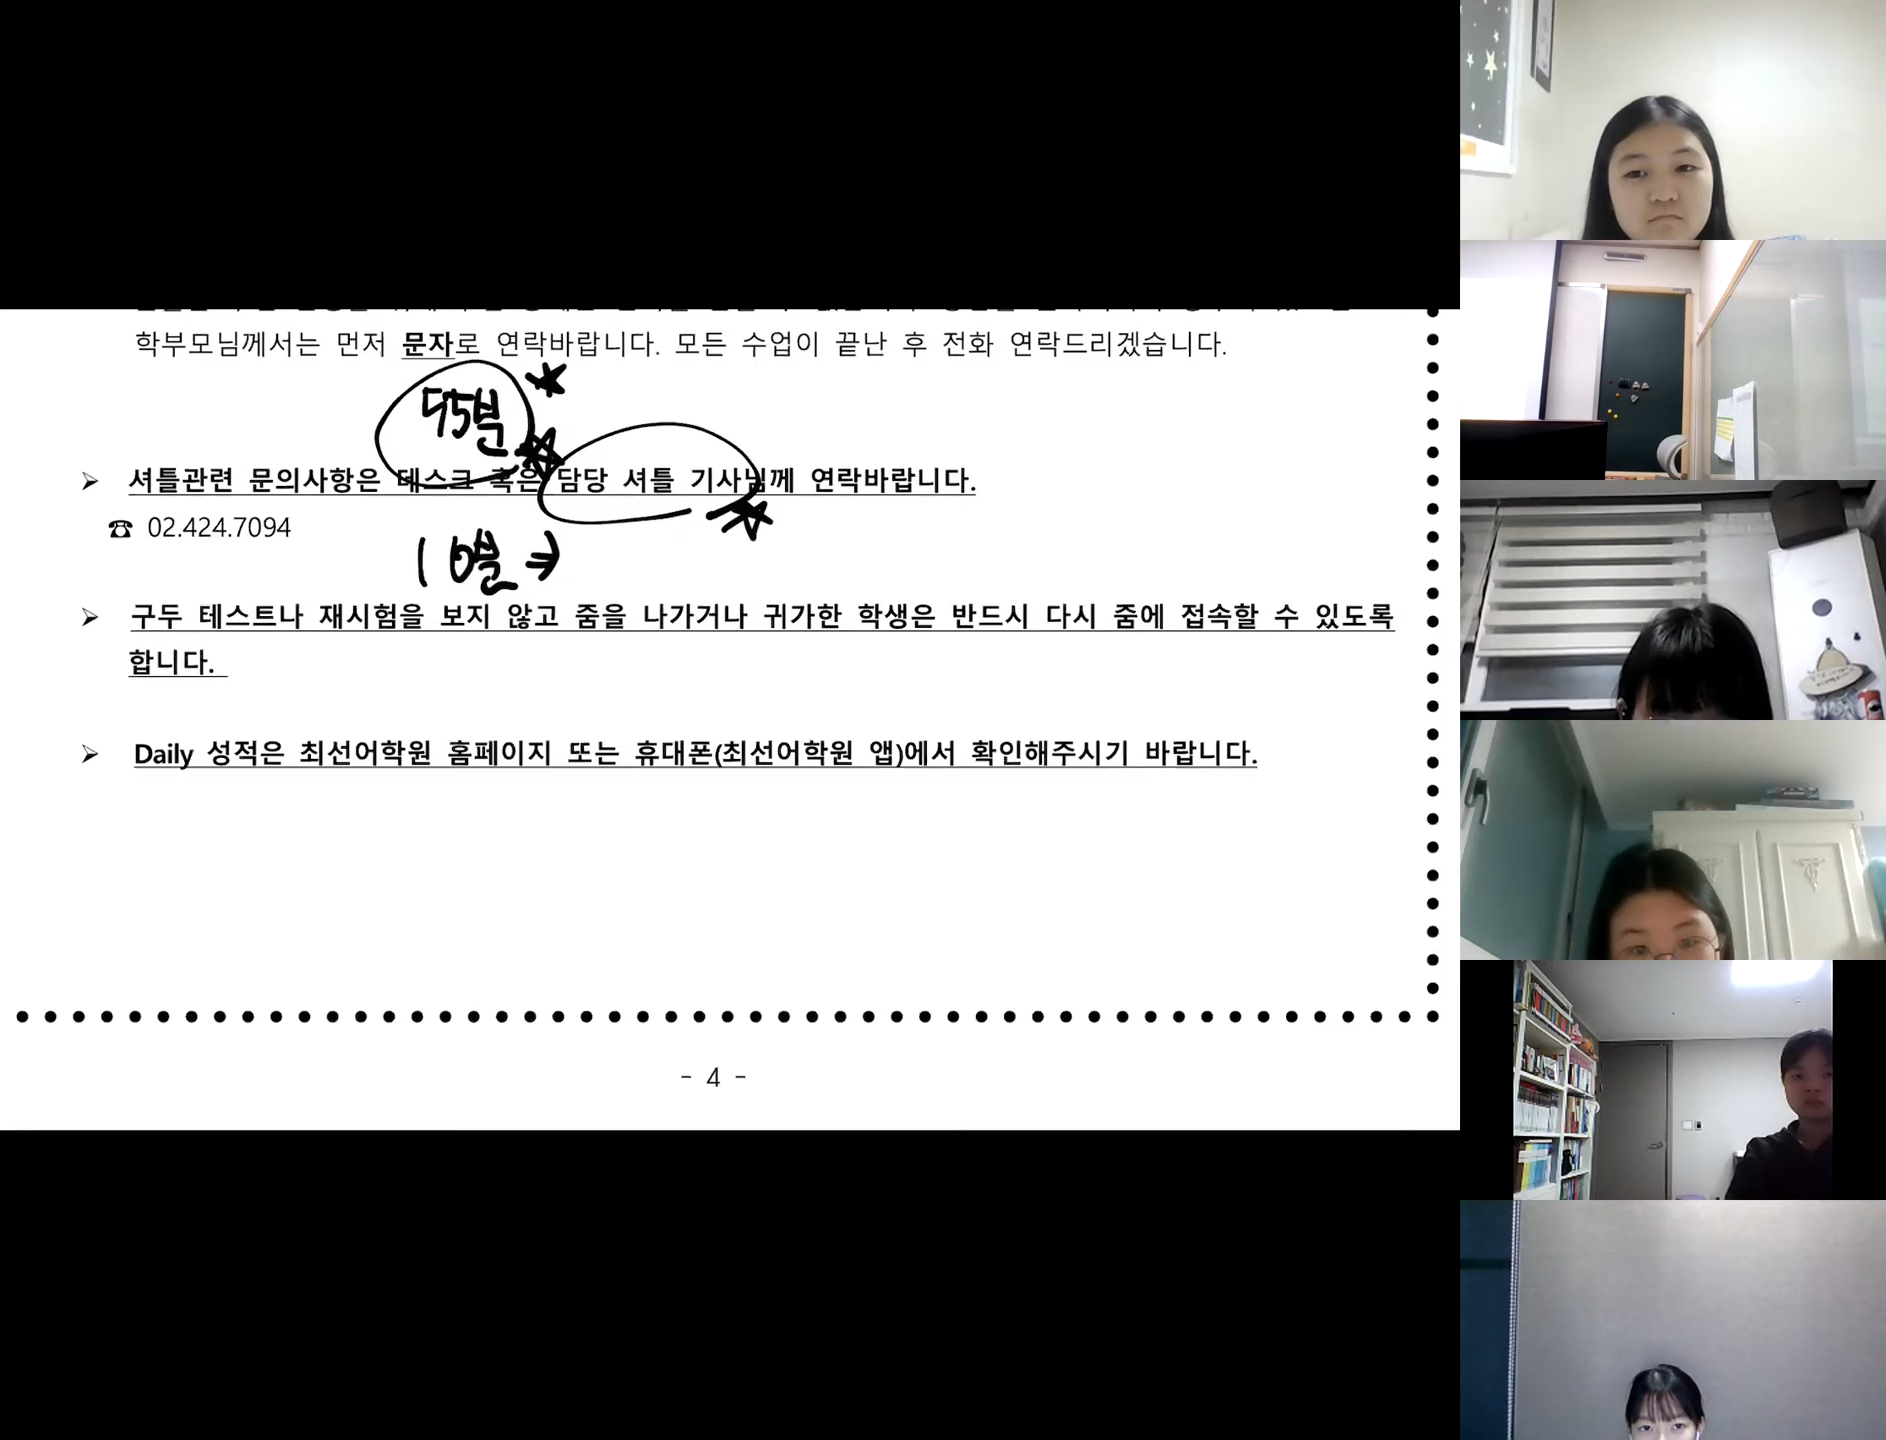 학부모님께서는 먼저 문자로 연락바랍니다. 모든 수업이 끝난 후 전화 연락드리겠습니다.
55분
➢ 셔틀관련 문의사항은 데스크 혹은 담당 셔틀 기사님께 연락바랍니다.
☎ 02.424.7094
10분 →
➢ 구두 테스트나 재시험을 보지 않고 줌을 나가거나 귀가한 학생은 반드시 다시 줌에 접속할 수 있도록
합니다.
➢ Daily 성적은 최선어학원 홈페이지 또는 휴대폰(최선어학원 앱)에서 확인해주시기 바랍니다.
- 4 -